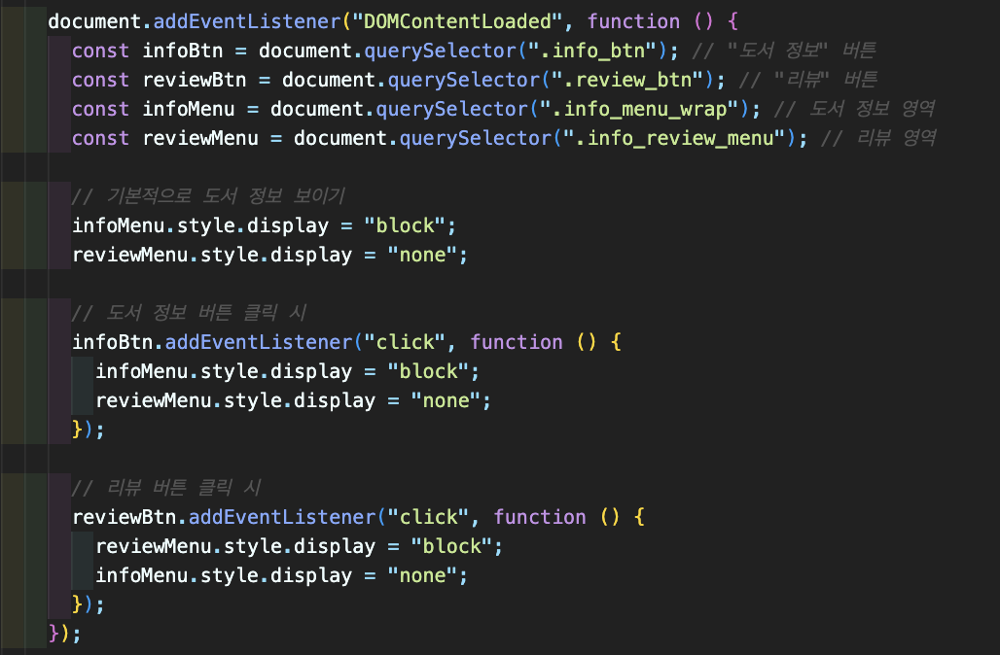 document.addEventListener("DOMContentLoaded", function () {
const infoBtn = document.querySelector(".info_btn"); // "도서 정보" 버튼
const reviewBtn = document.querySelector(".review_btn"); // "리뷰" 버튼
const infoMenu = document.querySelector(".info_menu_wrap"); // 도서 정보 영역
const reviewMenu = document.querySelector(".info_review_menu"); // 리뷰 영역
// 기본적으로 도서 정보 보이기
infoMenu.style.display = "block";
reviewMenu.style.display = "none";
// 도서 정보 버튼 클릭 시
infoBtn.addEventListener("click", function () {
infoMenu.style.display = "block";
reviewMenu.style.display = "none";
});
// 리뷰 버튼 클릭 시
reviewBtn.addEventListener("click", function () {
reviewMenu.style.display = "block";
infoMenu.style.display = "none";
});
});